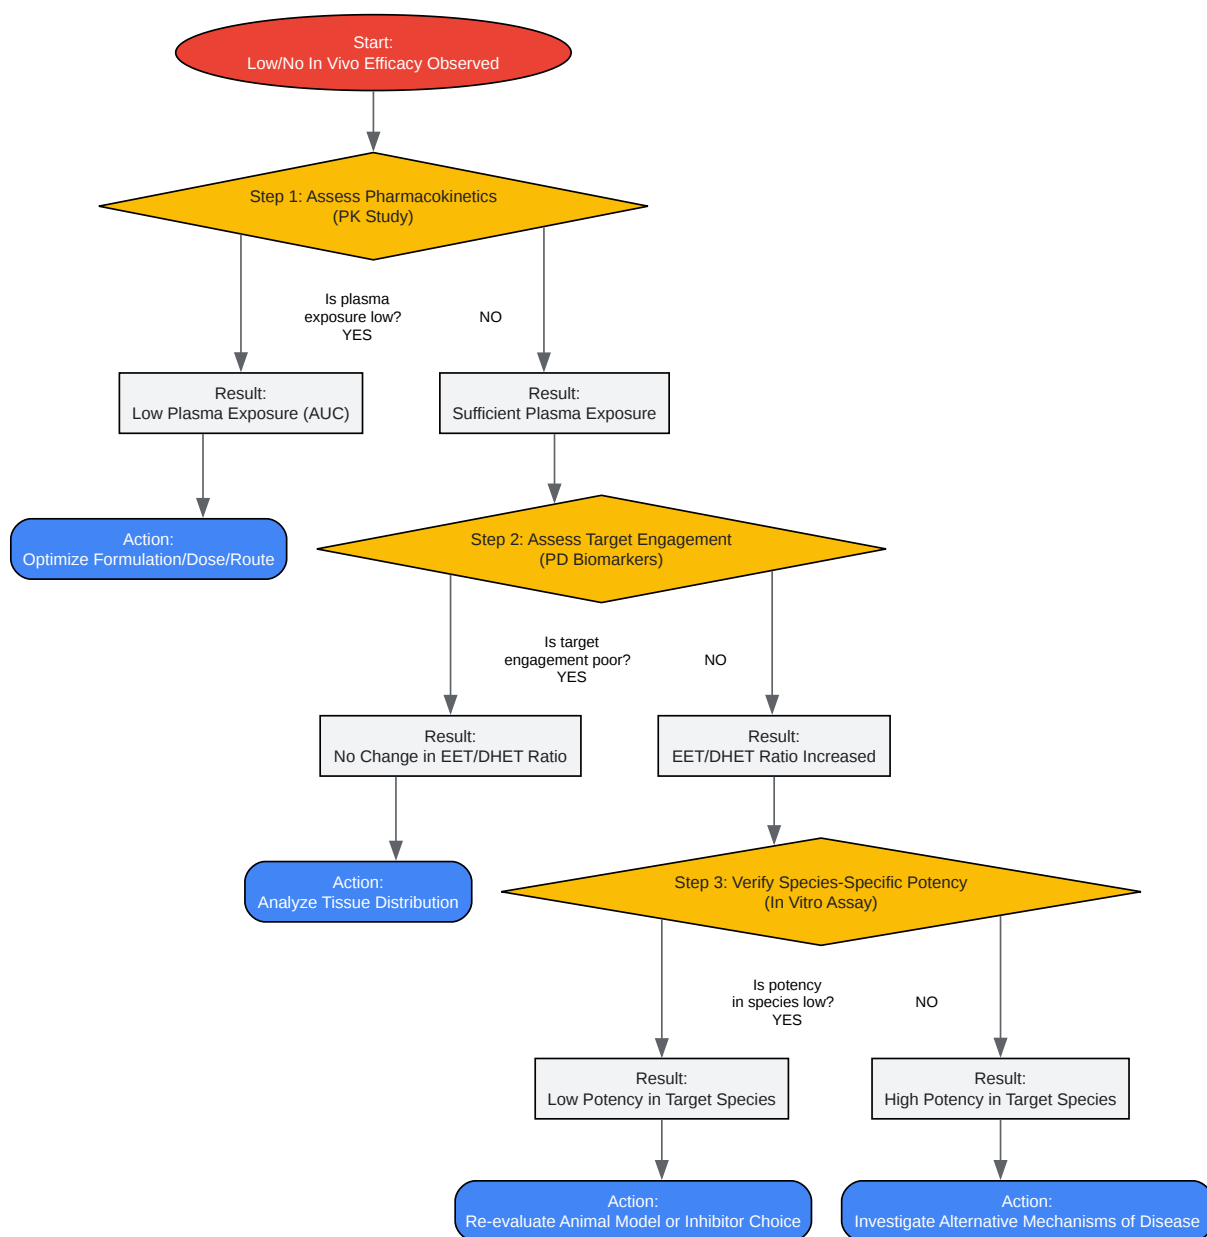 Start:
Low/No In Vivo Efficacy Observed
Step 1: Assess Pharmacokinetics
(PK Study)
Is plasma
exposure low?
YES
NO
Result:
Low Plasma Exposure (AUC)
Result:
Sufficient Plasma Exposure
Action:
Optimize Formulation/Dose/Route
Step 2: Assess Target Engagement
(PD Biomarkers)
Is target
engagement poor?
YES
NO
Result:
No Change in EET/DHET Ratio
Result:
EET/DHET Ratio Increased
Action:
Analyze Tissue Distribution
Step 3: Verify Species-Specific Potency
(In Vitro Assay)
Is potency
in species low?
YES
NO
Result:
Low Potency in Target Species
Result:
High Potency in Target Species
Action:
Re-evaluate Animal Model or Inhibitor Choice
Action:
Investigate Alternative Mechanisms of Disease